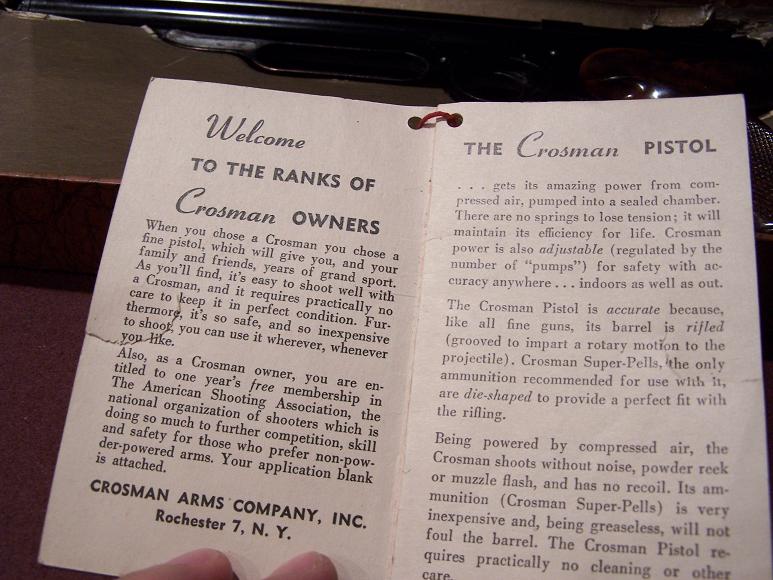 Welcome
TO THE RANKS OF
Crosman OWNERS
When you chose a Crosman you chose a
fine pistol, which will give you, and your
family and friends, years of grand sport.
As you'll find, it's easy to shoot well with
a Crosman, and it requires practically no
care to keep it in perfect condition. Fur-
thermore, it's so safe, and so inexpensive
to shoot, you can use it wherever, whenever
you like.
Also, as a Crosman owner, you are en-
titled to one year's free membership in
The American Shooting Association, the
national organization of shooters which is
doing so much to further competition, skill
and safety for those who prefer non-pow-
der-powered arms. Your application blank
is attached.
CROSMAN ARMS COMPANY, INC.
Rochester 7, N. Y.
THE Crosman PISTOL
. . . gets its amazing power from com-
pressed air, pumped into a sealed chamber.
There are no springs to lose tension; it will
maintain its efficiency for life. Crosman
power is also adjustable (regulated by the
number of "pumps") for safety with ac-
curacy anywhere . . . indoors as well as out.
The Crosman Pistol is accurate because,
like all fine guns, its barrel is rifled
(grooved to impart a rotary motion to the
projectile). Crosman Super-Pells, the only
ammunition recommended for use with it,
are die-shaped to provide a perfect fit with
the rifling.
Being powered by compressed air, the
Crosman shoots without noise, powder reek
or muzzle flash, and has no recoil. Its am-
munition (Crosman Super-Pells) is very
inexpensive and, being greaseless, will not
foul the barrel. The Crosman Pistol re-
quires practically no cleaning or other
care.